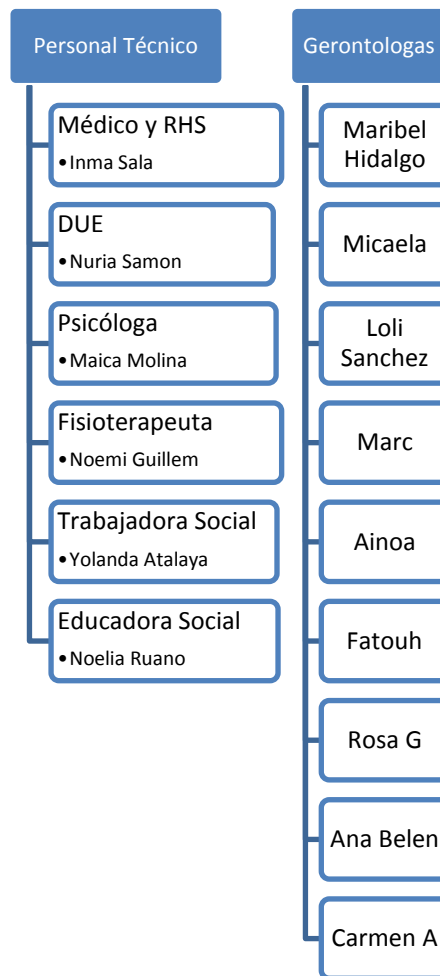 Personal Técnico
Médico y RHS
•Inma Sala
DUE
•Nuria Samon
Psicóloga
•Maica Molina
Fisioterapeuta
•Noemi Guillem
Trabajadora Social
•Yolanda Atalaya
Educadora Social
•Noelia Ruano
Gerontologas
Maribel
Hidalgo
Micaela
Loli
Sanchez
Marc
Ainoa
Fatouh
Rosa G
Ana Belen
Carmen A